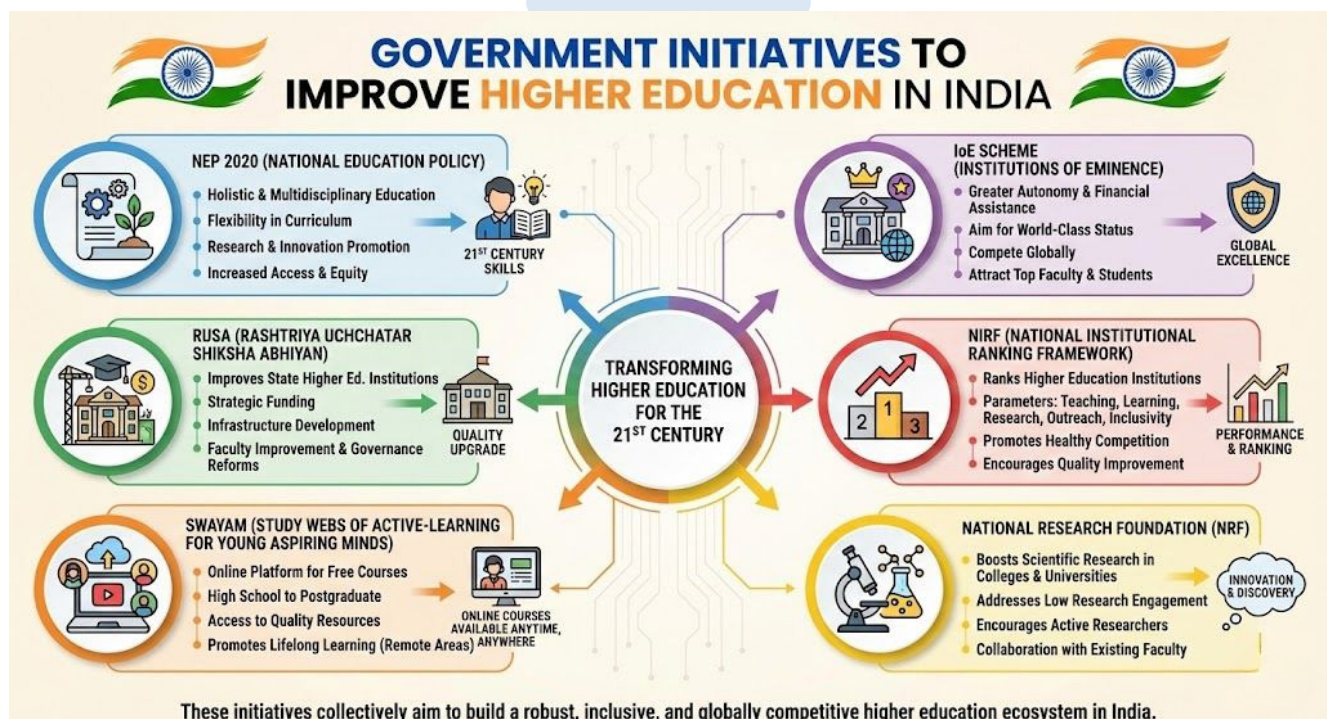 GOVERNMENT INITIATIVES TO
IMPROVE HIGHER EDUCATION IN INDIA
NEP 2020 (NATIONAL EDUCATION POLICY)
Holistic & Multidisciplinary Education
Flexibility in Curriculum
Research & Innovation Promotion
Increased Access & Equity
21ST CENTURY
SKILLS
RUSA (RASHTRIYA UCHCHATAR
SHIKSHA ABHIYAN)
Improves State Higher Ed. Institutions
Strategic Funding
Infrastructure Development
Faculty Improvement & Governance
Reforms
$
QUALITY
UPGRADE
SWAYAM (STUDY WEBS OF ACTIVE-LEARNING
FOR YOUNG ASPIRING MINDS)
Online Platform for Free Courses
High School to Postgraduate
Access to Quality Resources
Promotes Lifelong Learning (Remote Areas)
ONLINE COURSES
AVAILABLE ANYTIME,
ANYWHERE
TRANSFORMING
HIGHER EDUCATION
FOR THE
21ST CENTURY
IoE SCHEME
(INSTITUTIONS OF EMINENCE)
Greater Autonomy & Financial
Assistance
Aim for World-Class Status
Compete Globally
Attract Top Faculty & Students
GLOBAL
EXCELLENCE
NIRF (NATIONAL INSTITUTIONAL
RANKING FRAMEWORK)
Ranks Higher Education Institutions
Parameters: Teaching, Learning,
Research, Outreach, Inclusivity
Promotes Healthy Competition
Encourages Quality Improvement
2 1 3
PERFORMANCE
& RANKING
NATIONAL RESEARCH FOUNDATION (NRF)
Boosts Scientific Research in
Colleges & Universities
Addresses Low Research Engagement
Encourages Active Researchers
Collaboration with Existing Faculty
INNOVATION
& DISCOVERY
These initiatives collectively aim to build a robust, inclusive, and globally competitive higher education ecosystem in India.